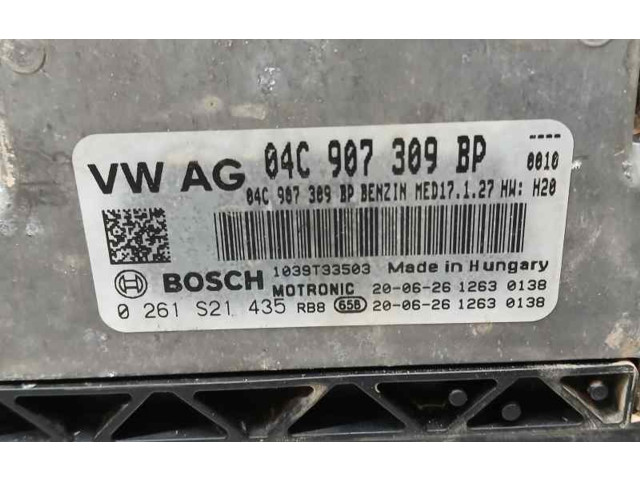 VW AG 04C 907 309 BP ----
0010
04C 907 309 BP BENZIN MED17.1.27 HW: H20
BOSCH 1039T33503 Made in Hungary
MOTRONIC 20-06-26 1263 0138
0 261 S21 435 RB8 65B 20-06-26 1263 0138